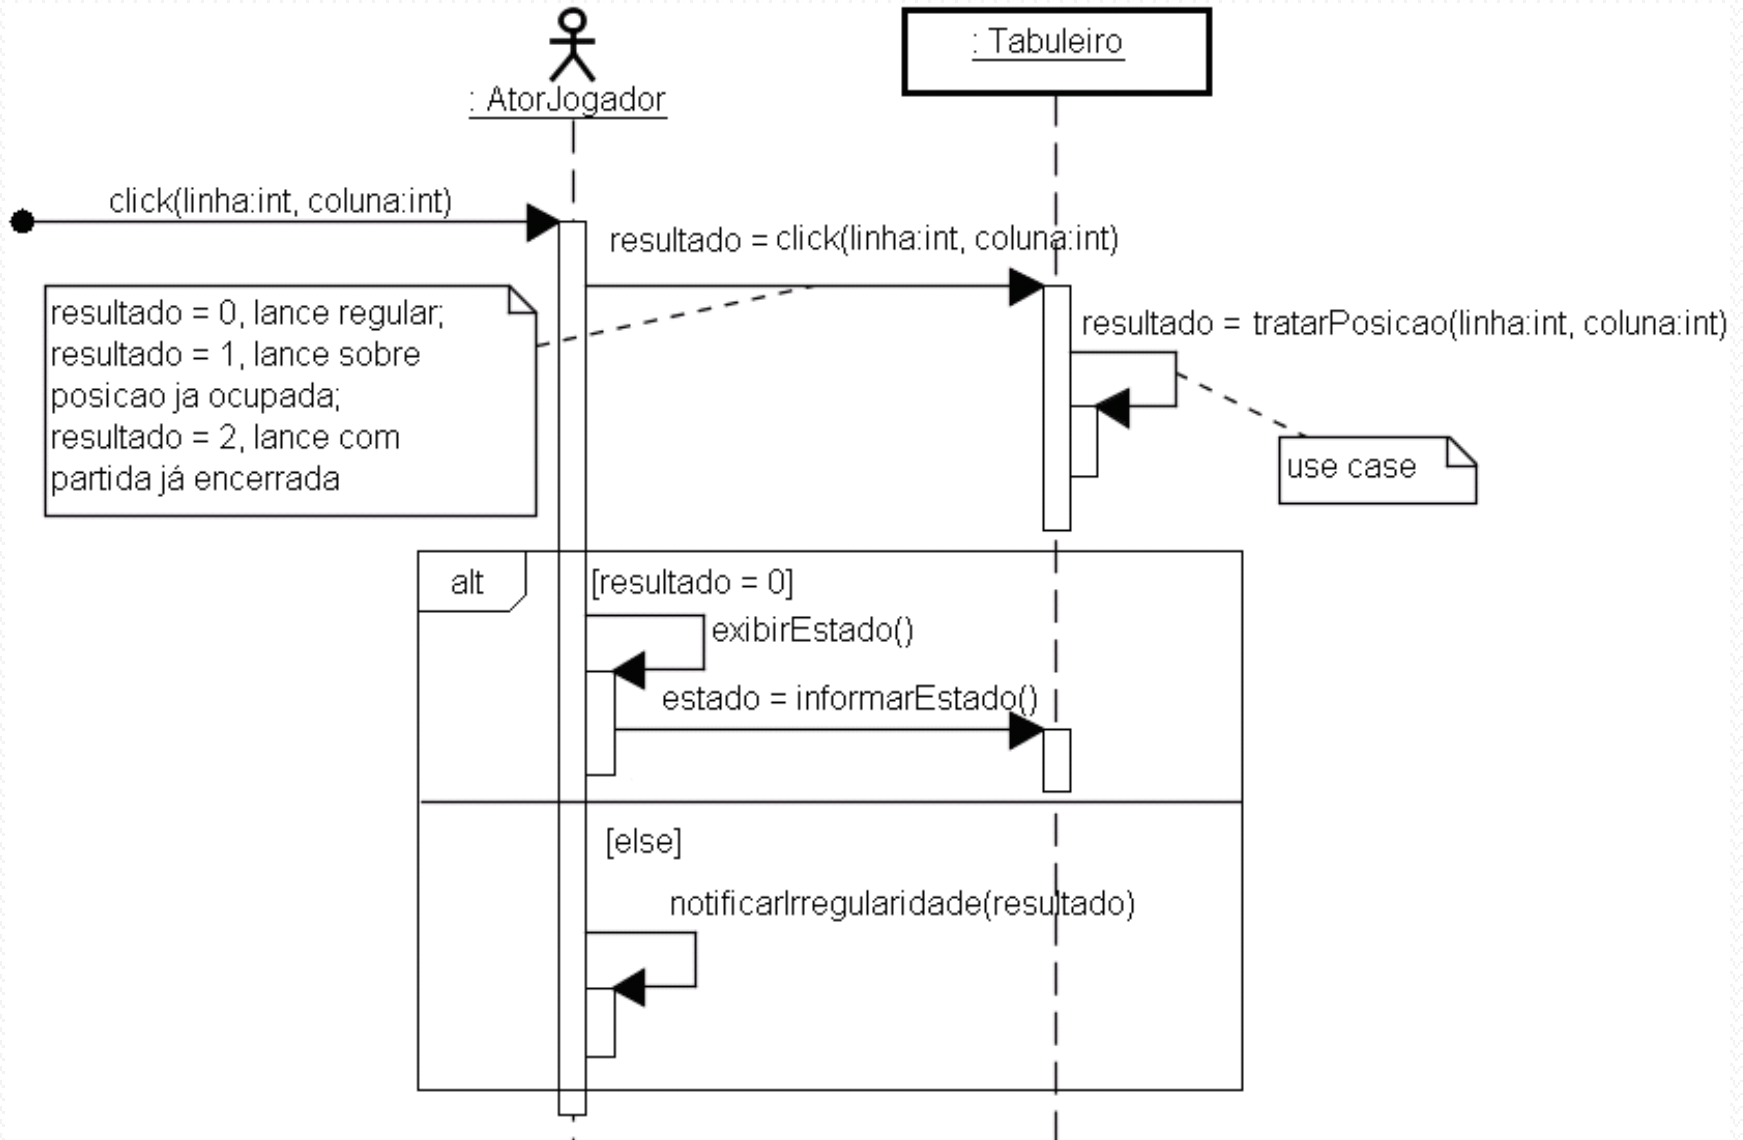 : AtorJogador
: Tabuleiro
click(linha:int, coluna:int)
resultado = click(linha:int, coluna:int)
resultado = 0, lance regular;
resultado = 1, lance sobre
posicao ja ocupada;
resultado = 2, lance com
partida já encerrada
resultado = tratarPosicao(linha:int, coluna:int)
use case
alt
[resultado = 0]
exibirEstado()
estado = informarEstado()
[else]
notificarIrregularidade(resultado)